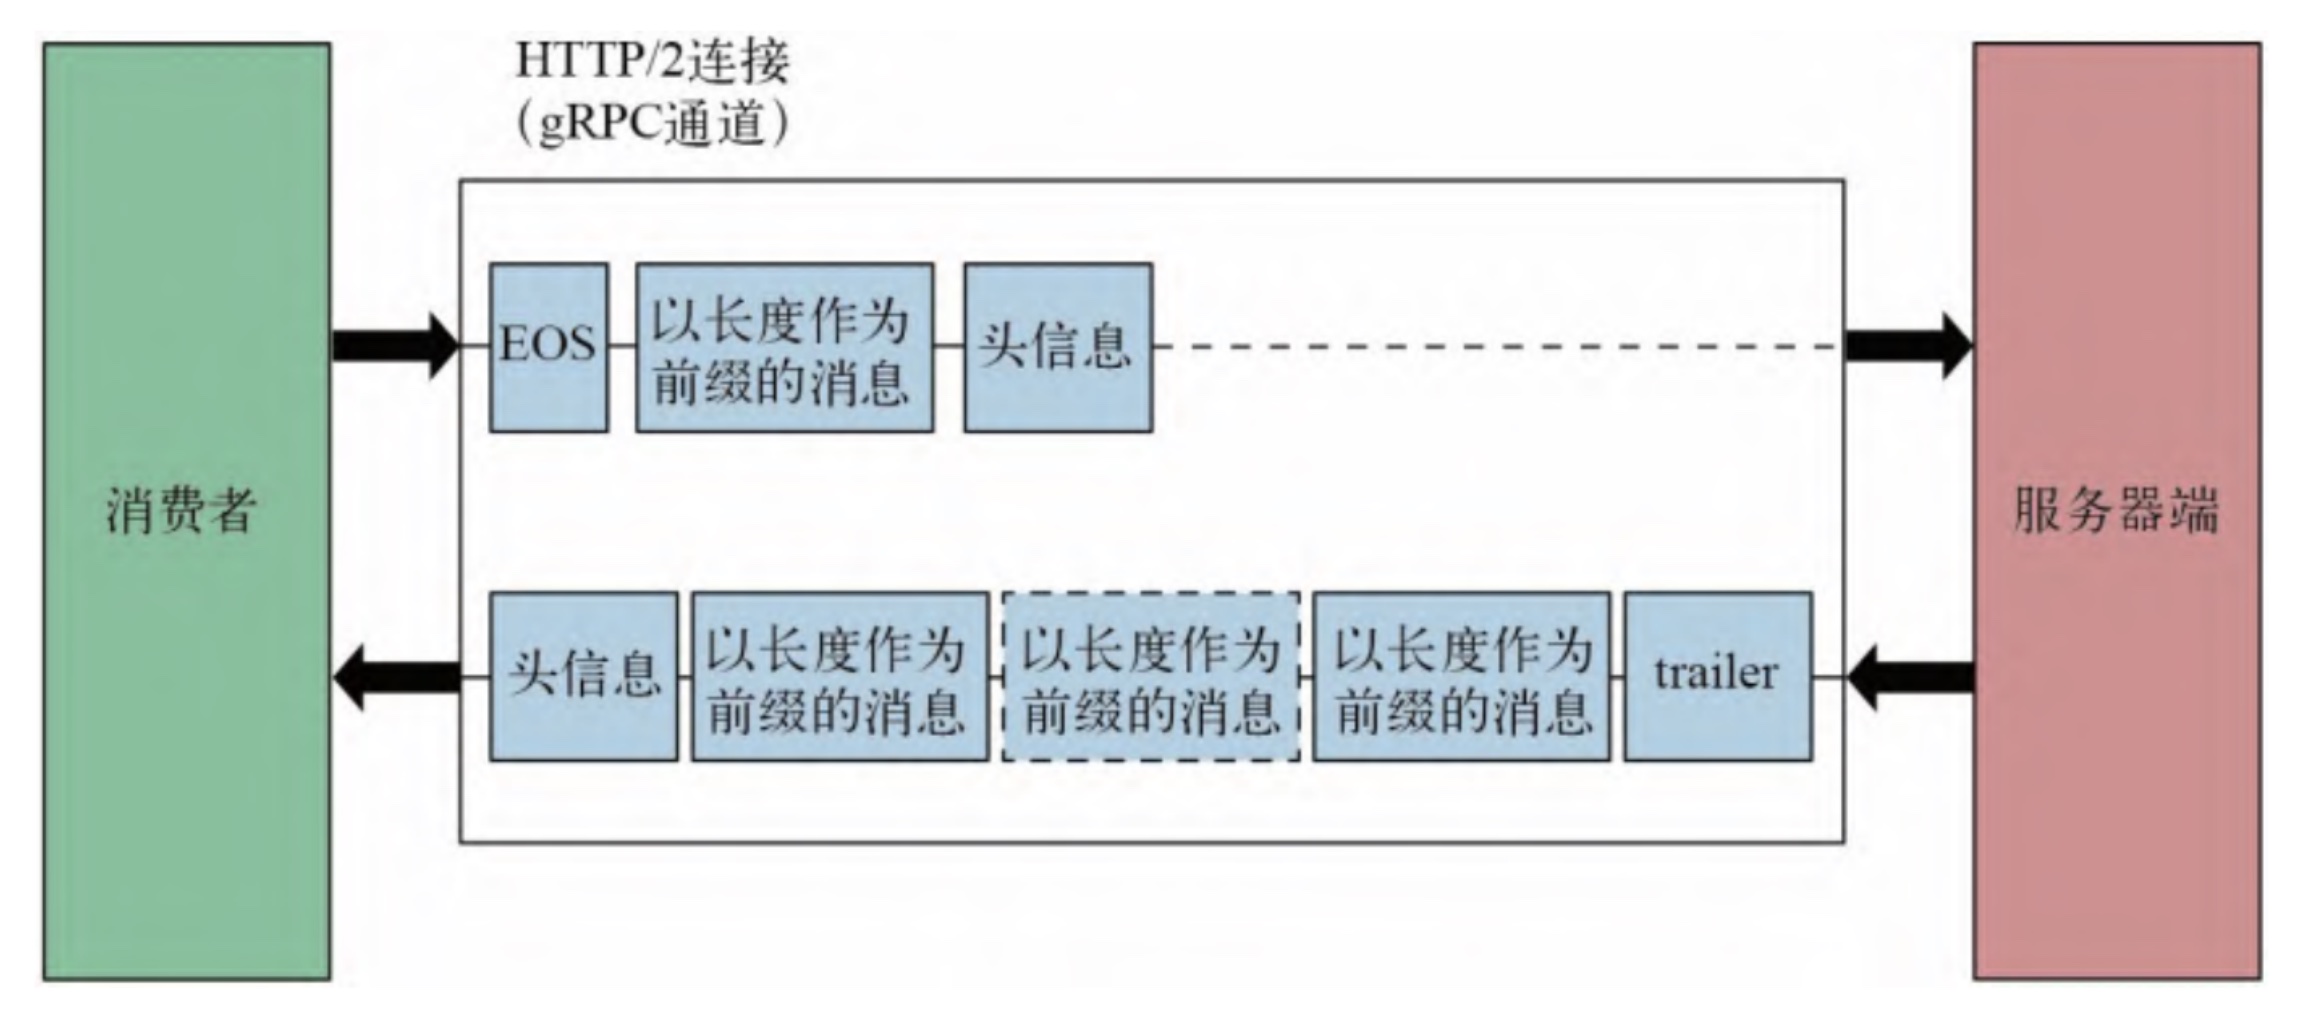 HTTP/2连接
（gRPC通道）
EOS
以长度作为
前缀的消息
头信息
消费者
服务器端
头信息
以长度作为
前缀的消息
以长度作为
前缀的消息
以长度作为
前缀的消息
trailer